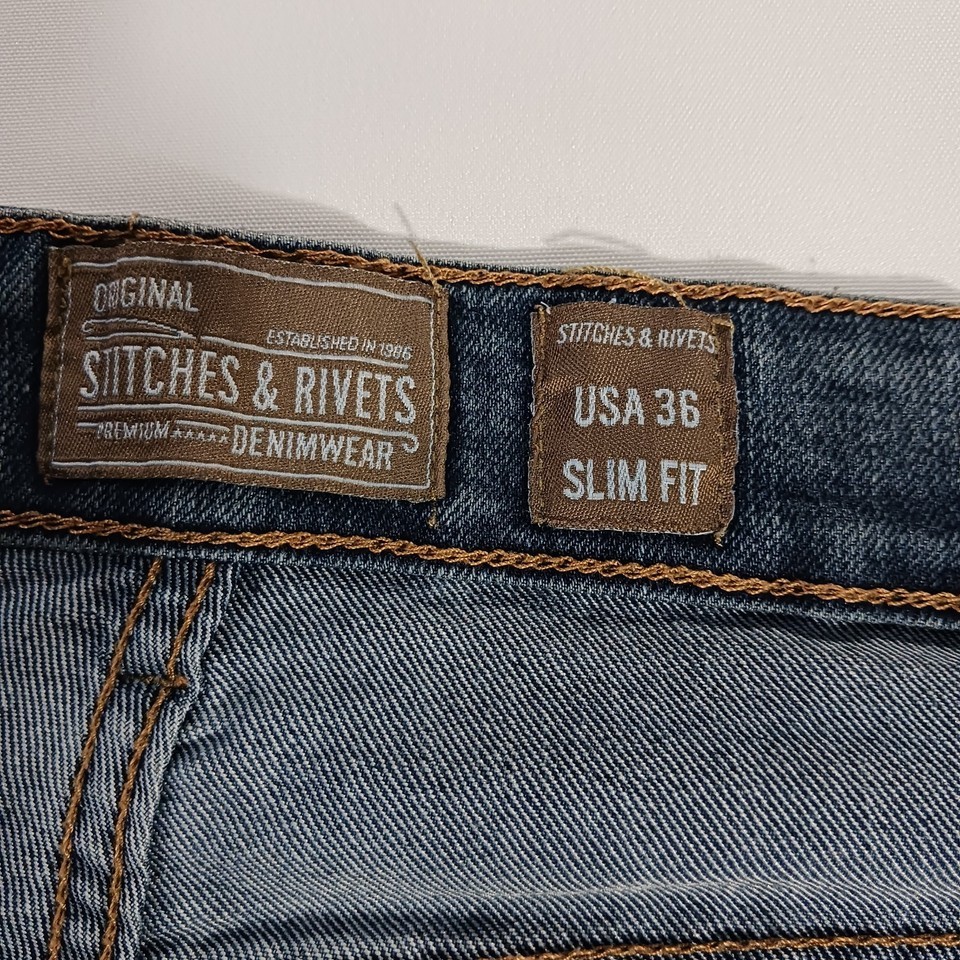 ORIGINAL
ESTABLISHED IN 1986
STITCHES & RIVETS
PREMIUM ★★★★★ DENIMWEAR
STITCHES & RIVETS
USA 36
SLIM FIT